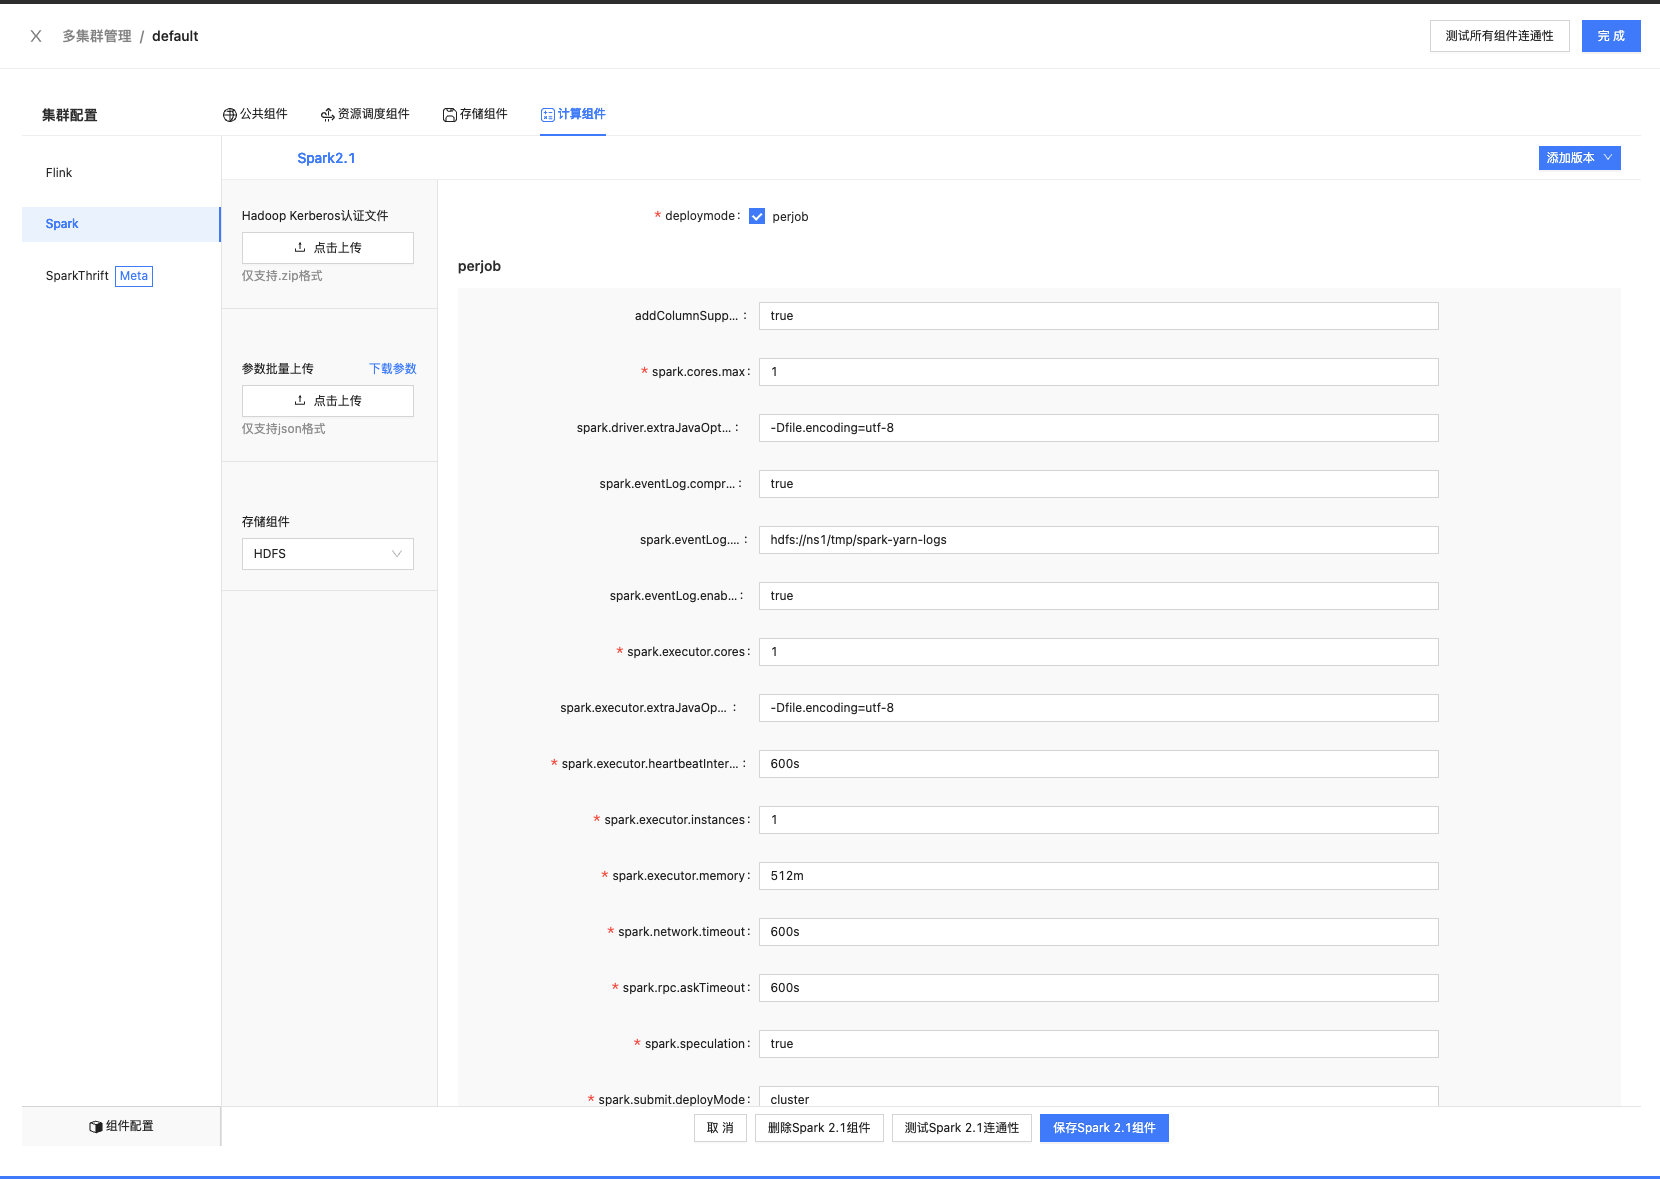 多集群管理 / default
测试所有组件连通性
完 成
集群配置
公共组件
资源调度组件
存储组件
计算组件
Flink
Spark
SparkThrift Meta
组件配置
Spark2.1
添加版本
Hadoop Kerberos认证文件
点击上传
仅支持.zip格式
参数批量上传 下载参数
点击上传
仅支持json格式
存储组件
HDFS
* deploymode: perjob
perjob
addColumnSupp... : true
* spark.cores.max: 1
spark.driver.extraJavaOpt... : -Dfile.encoding=utf-8
spark.eventLog.compr... : true
spark.eventLog.... : hdfs://ns1/tmp/spark-yarn-logs
spark.eventLog.enab... : true
* spark.executor.cores: 1
spark.executor.extraJavaOp... : -Dfile.encoding=utf-8
* spark.executor.heartbeatInter... : 600s
* spark.executor.instances: 1
* spark.executor.memory: 512m
* spark.network.timeout: 600s
* spark.rpc.askTimeout: 600s
* spark.speculation: true
* spark.submit.deployMode: cluster
取 消
删除Spark 2.1组件
测试Spark 2.1连通性
保存Spark 2.1组件